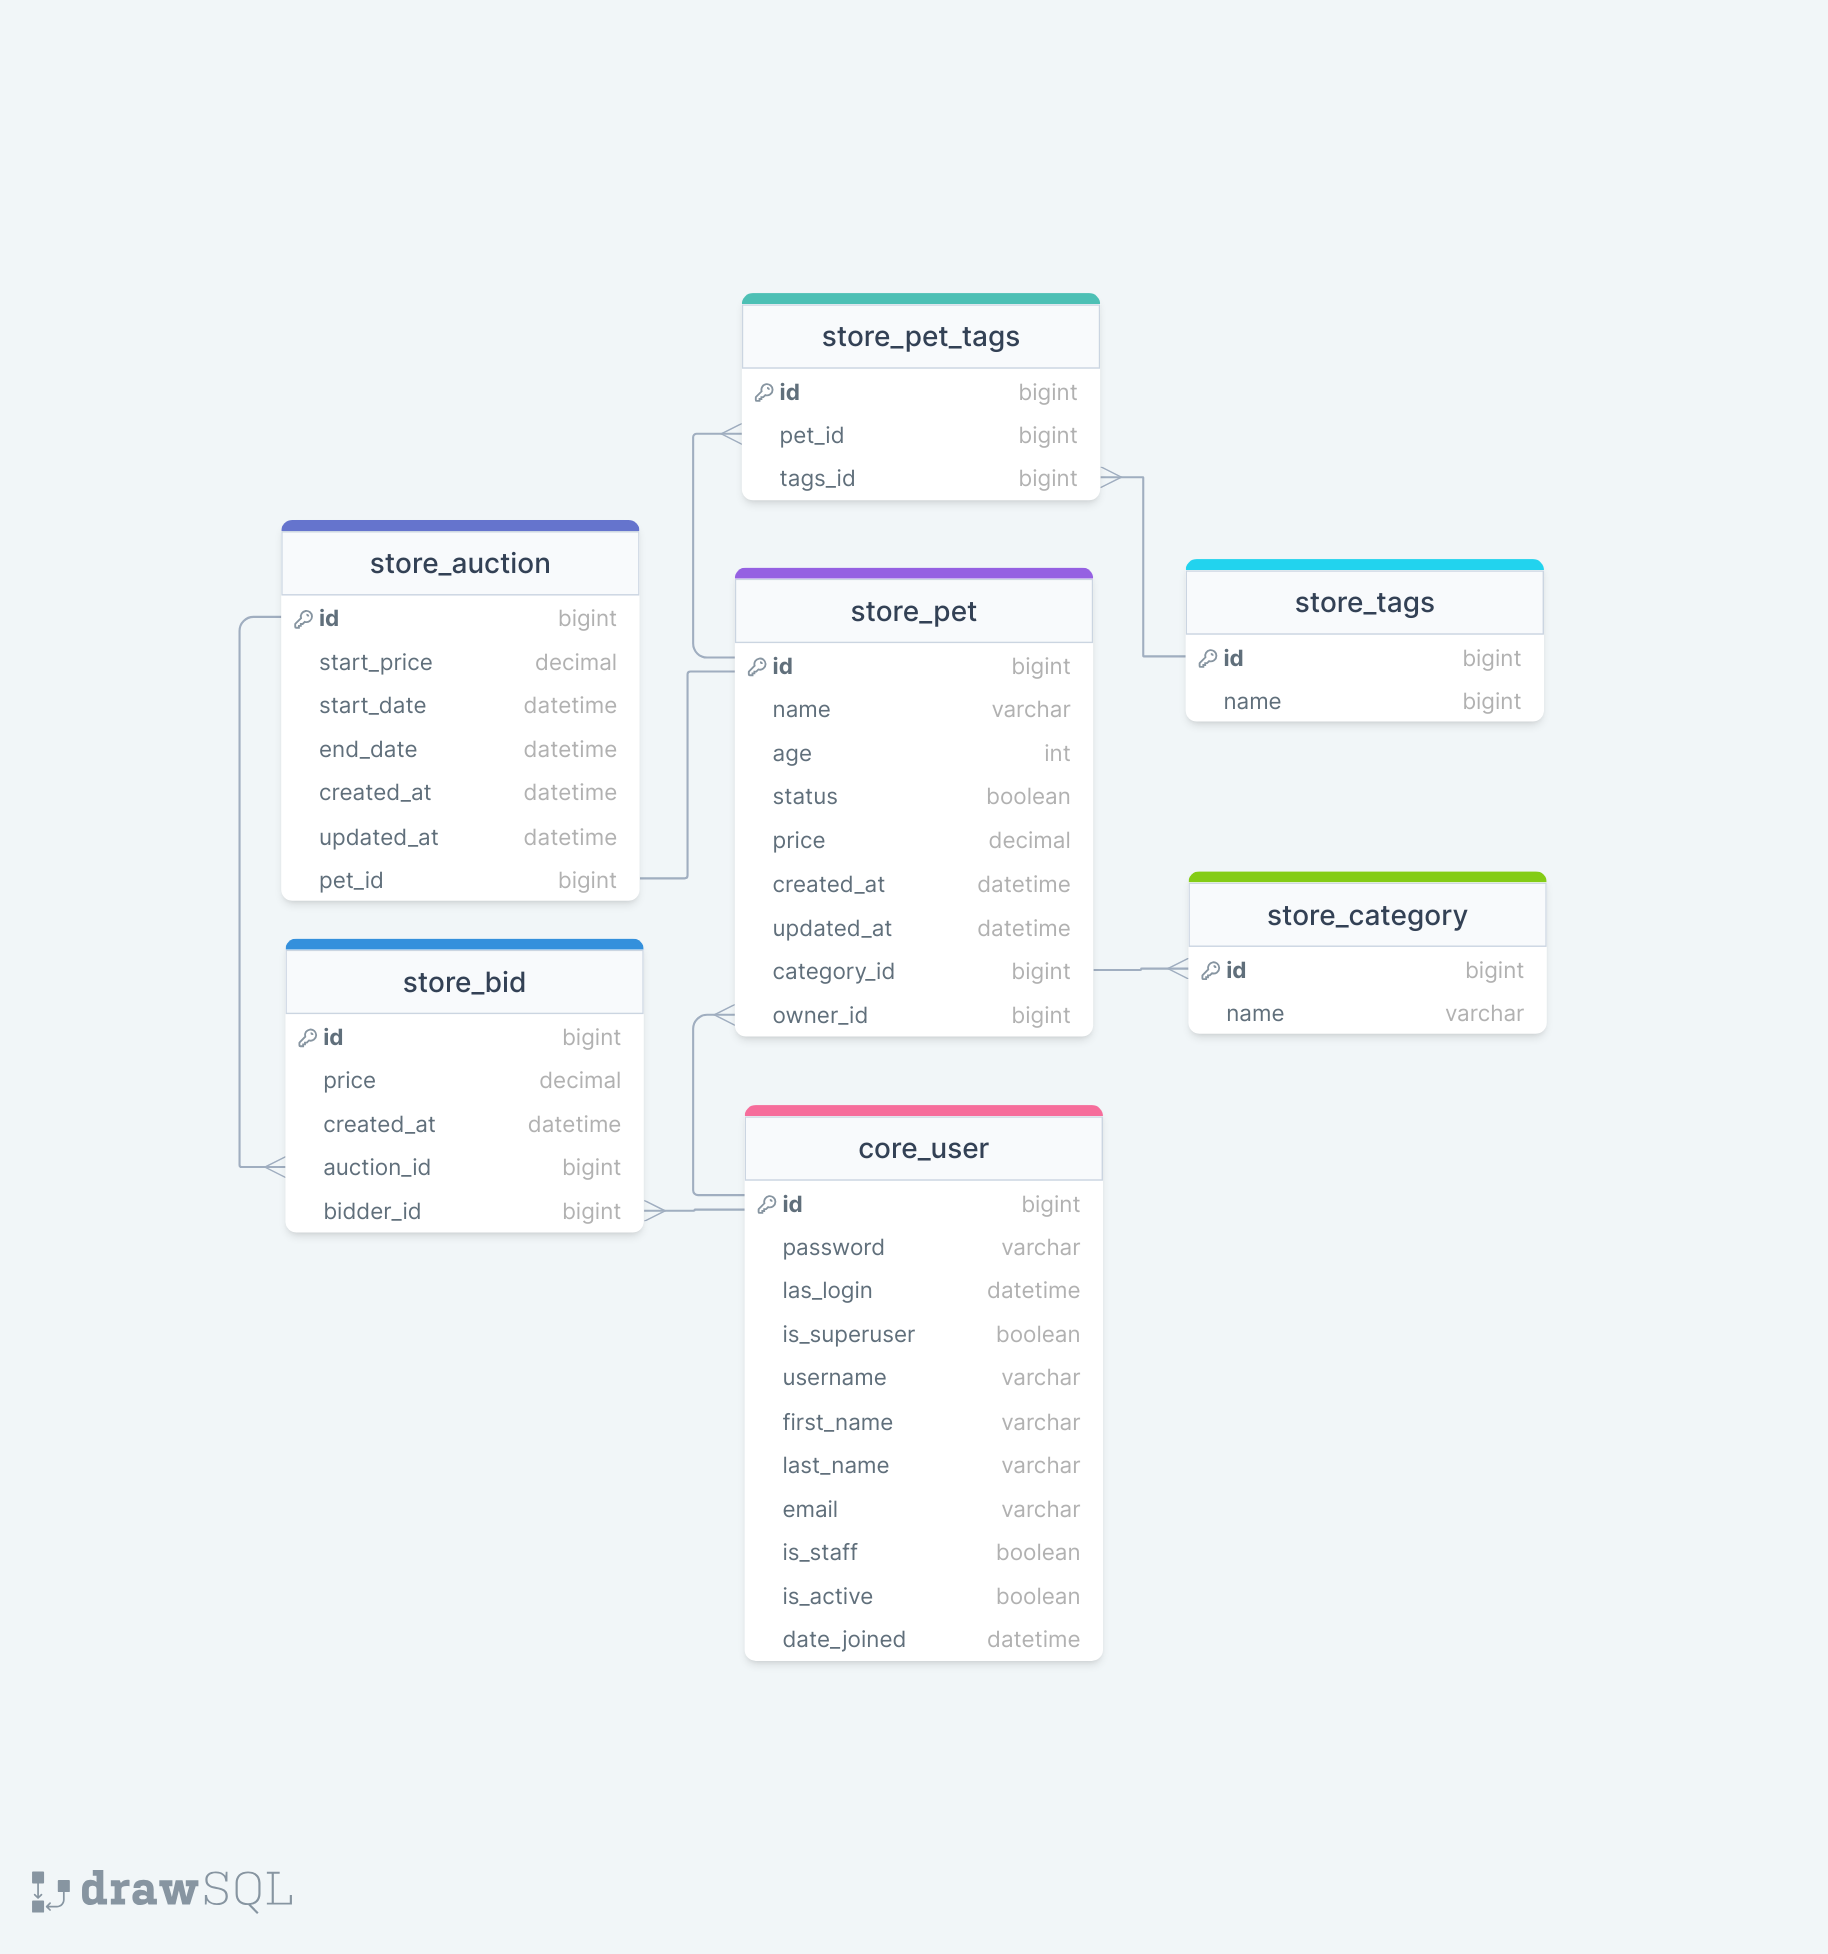 store_pet_tags
id bigint
pet_id bigint
tags_id bigint
store_auction
id bigint
start_price decimal
start_date datetime
end_date datetime
created_at datetime
updated_at datetime
pet_id bigint
store_pet
id bigint
name varchar
age int
status boolean
price decimal
created_at datetime
updated_at datetime
category_id bigint
owner_id bigint
store_tags
id bigint
name bigint
store_category
id bigint
name varchar
store_bid
id bigint
price decimal
created_at datetime
auction_id bigint
bidder_id bigint
core_user
id bigint
password varchar
las_login datetime
is_superuser boolean
username varchar
first_name varchar
last_name varchar
email varchar
is_staff boolean
is_active boolean
date_joined datetime
drawSQL